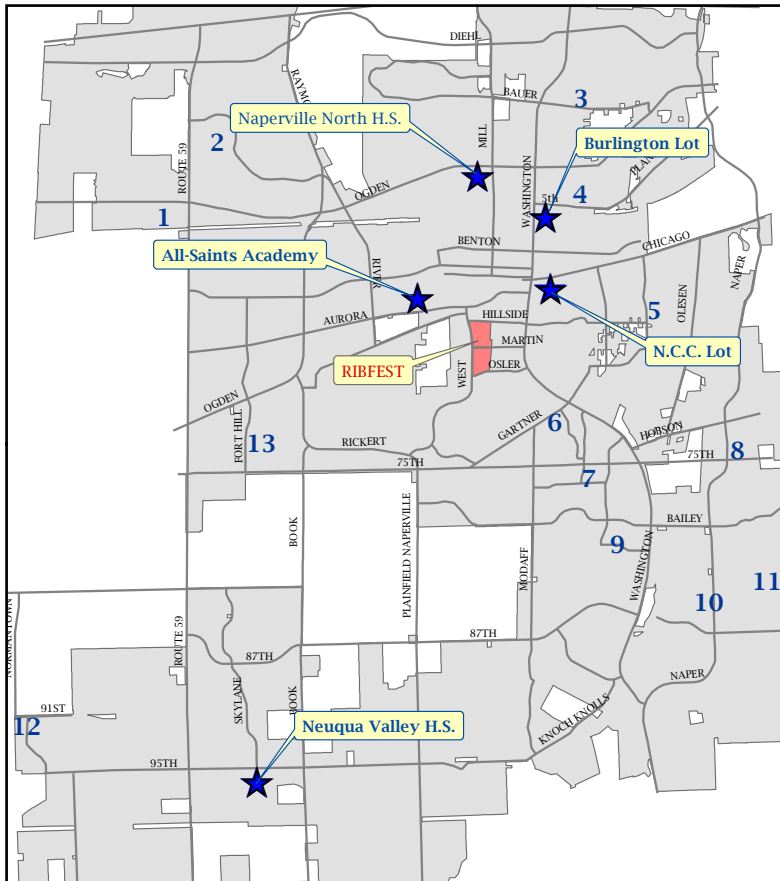 DIEHL
RAYMO
BAUER
3
Naperville North H.S.
MILL
2
Burlington Lot
ROUTE 59
WASHINGTON
PLAN
OGDEN
5th
4
1
BENTON
CHICAGO
All-Saints Academy
RIVER
NAPER
OLESEN
AURORA
HILLSIDE
5
MARTIN
N.C.C. Lot
RIBFEST
WEST
OSLER
OGDEN
FORT HILL
GARTNER
6
HOBSON
13
RICKERT
75TH
75TH
8
7
BOOK
PLAINFIELD NAPERVILLE
BAILEY
MODAFF
9
WASHINGTON
10
11
NORMANTOWN
ROUTE 59
87TH
87TH
NAPER
SKYLANE
BOOK
91ST
12
Neuqua Valley H.S.
KNOCH KNOLLS
95TH